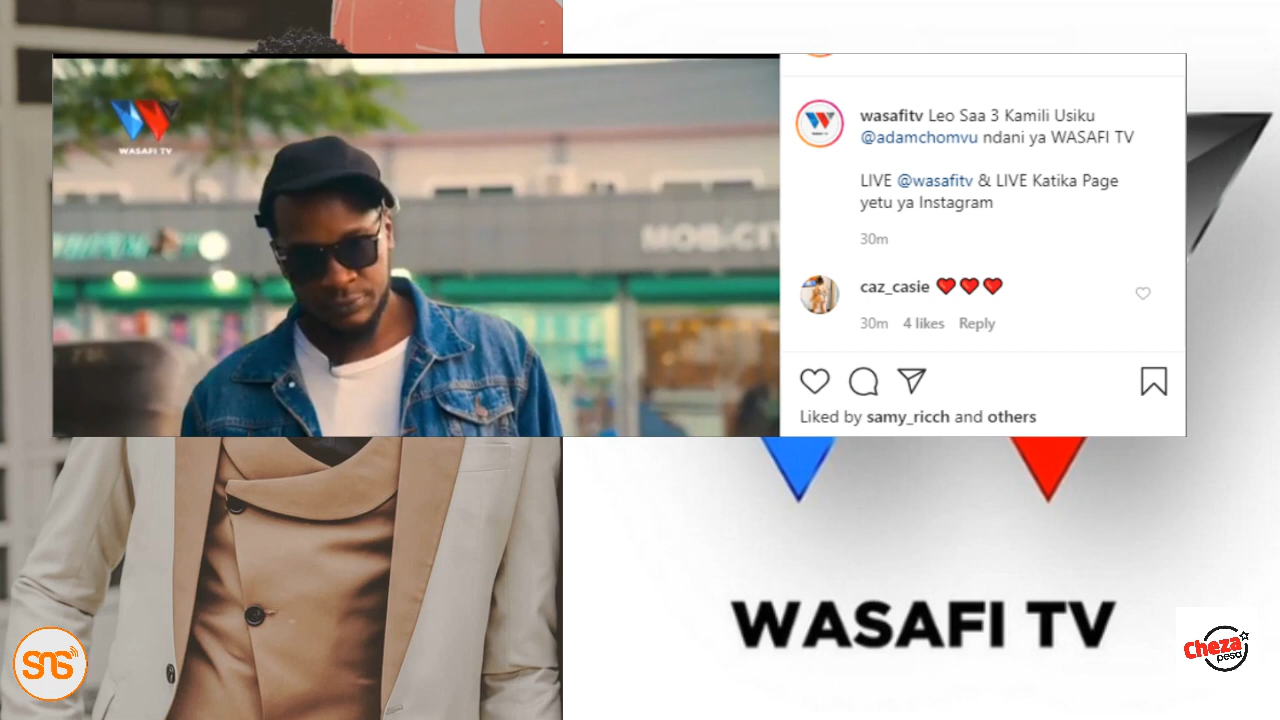 WASAFI TV
MOBICI
wasafitv Leo Saa 3 Kamili Usiku
@adamchomvu ndani ya WASAFI TV
LIVE @wasafitv & LIVE Katika Page
yetu ya Instagram
30m
caz_casie ❤️❤️❤️
30m 4 likes Reply
Liked by samy_ricch and others
WASAFI TV
SNS
Cheza
pesa